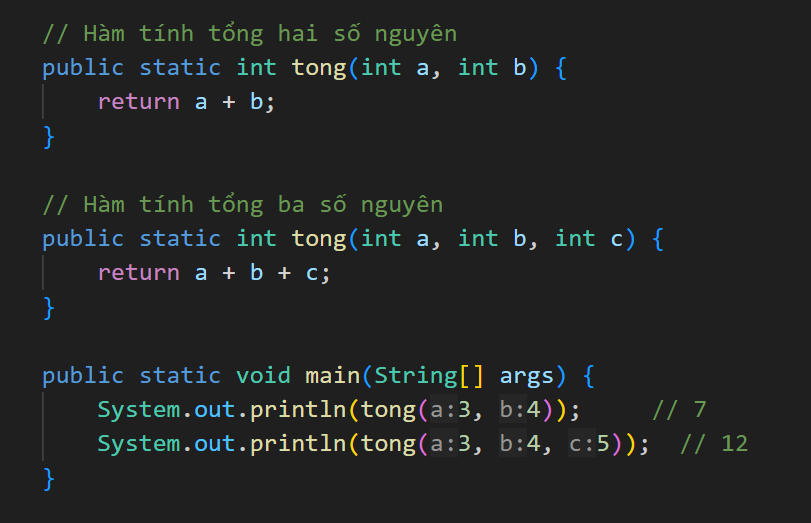 // Hàm tính tổng hai số nguyên
public static int tong(int a, int b) {
    return a + b;
}

// Hàm tính tổng ba số nguyên
public static int tong(int a, int b, int c) {
    return a + b + c;
}

public static void main(String[] args) {
    System.out.println(tong(a:3, b:4));     // 7
    System.out.println(tong(a:3, b:4, c:5));  // 12
}